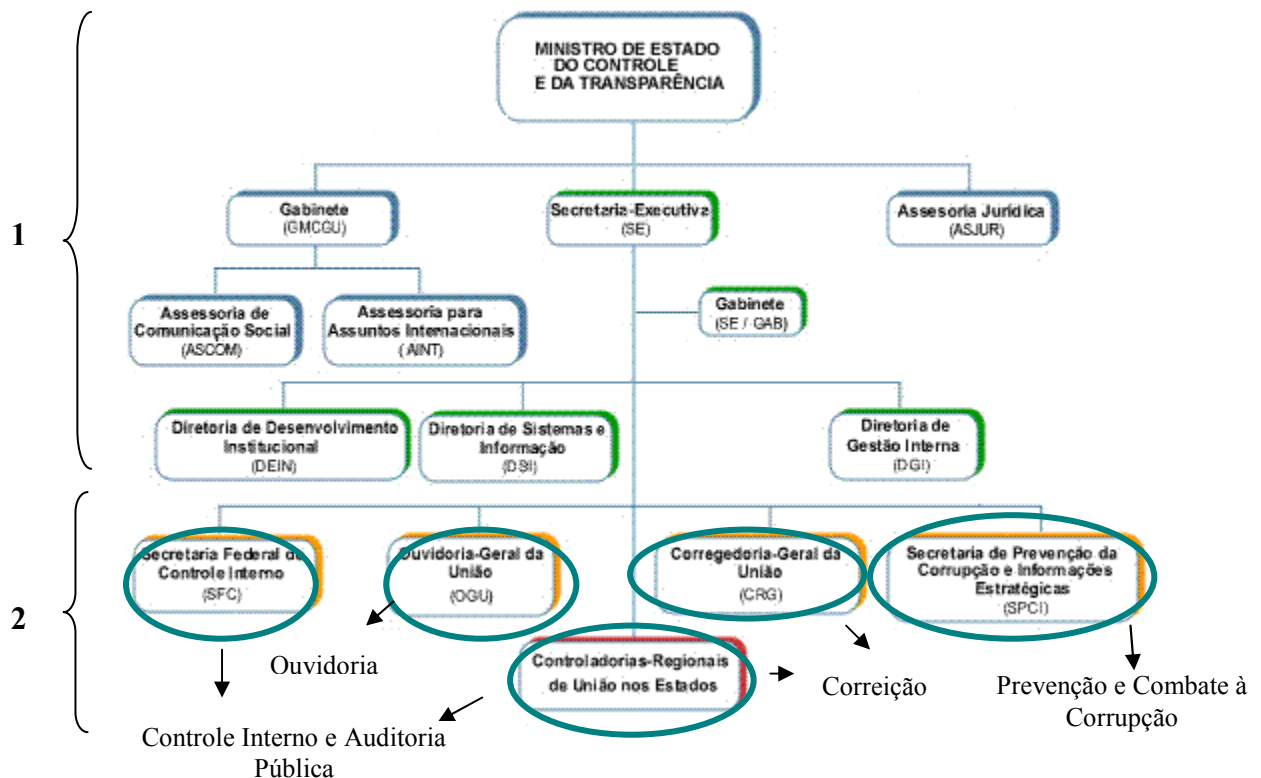 MINISTRO DE ESTADO
DO CONTROLE
E DA TRANSPARÊNCIA
1
Gabinete
(GMCGU)
Secretaria-Executiva
(SE)
Assesoria Jurídica
(ASJUR)
Assessoria de
Comunicação Social
(ASCOM)
Assessoria para
Assuntos Internacionais
(AINT)
Gabinete
(SE / GAB)
Diretoria de Desenvolvimento
Institucional
(DEIN)
Diretoria de Sistemas e
Informação
(DSI)
Diretoria de
Gestão Interna
(DGI)
2
Secretaria Federal de
Controle Interno
(SFC)
Ouvidoria-Geral da
União
(OGU)
Corregedoria-Geral da
União
(CRG)
Secretaria de Prevenção da
Corrupção e Informações
Estratégicas
(SPCI)
Controladorias-Regionais
de União nos Estados
Ouvidoria
Correição
Prevenção e Combate à
Corrupção
Controle Interno e Auditoria
Pública